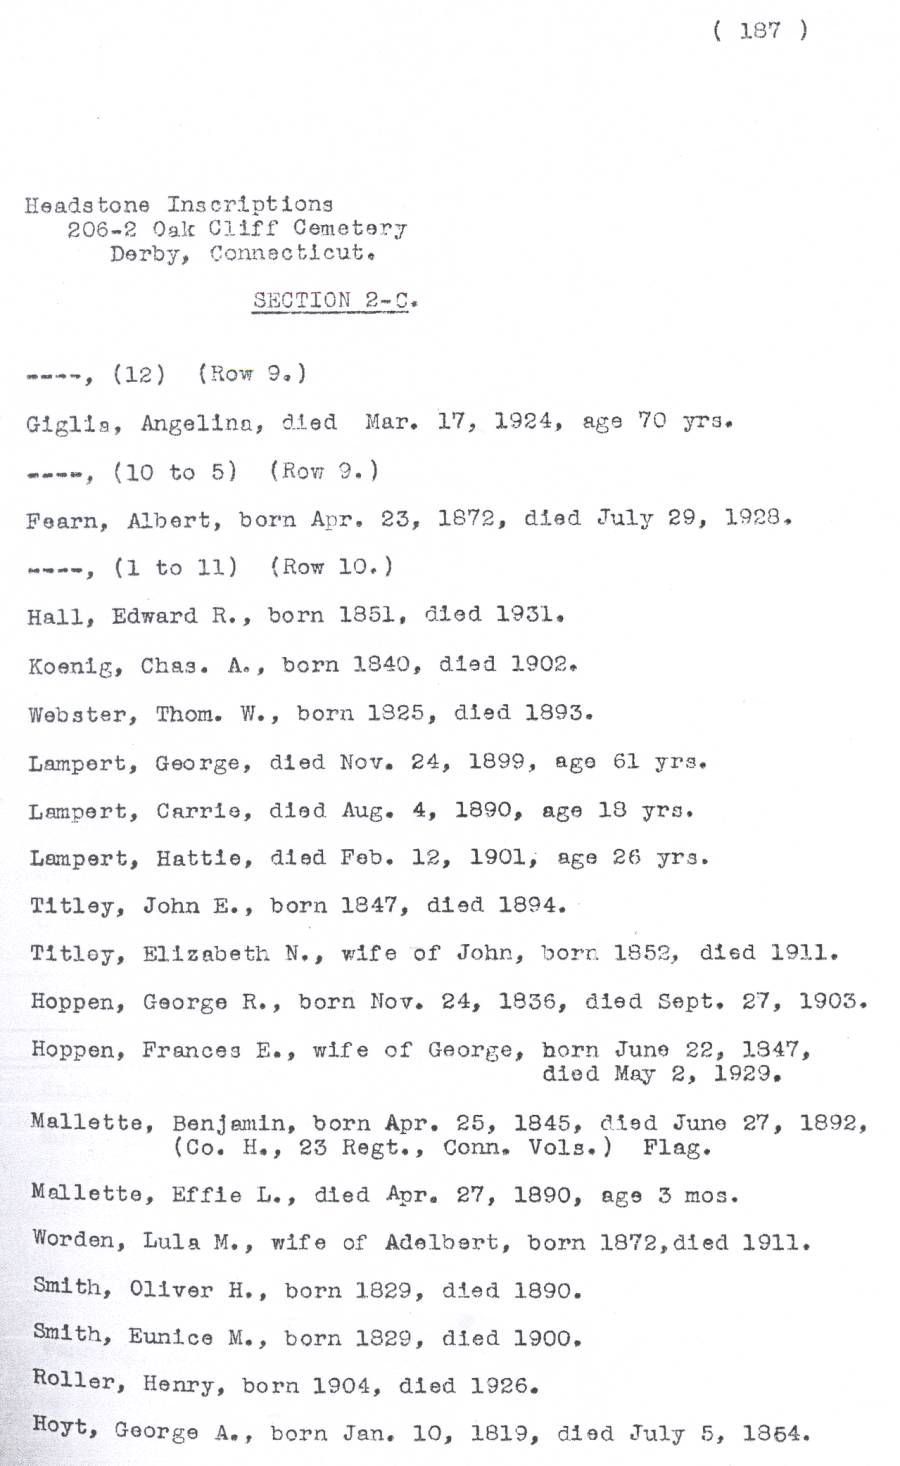 ( 187 )
Headstone Inscriptions
206-2 Oak Cliff Cemetery
Derby, Connecticut.
SECTION 2-C.
----, (12) (Row 9.)
Giglis, Angelina, died Mar. 17, 1924, age 70 yrs.
----, (10 to 5) (Row 9.)
Fearn, Albert, born Apr. 23, 1872, died July 29, 1928.
----, (1 to 11) (Row 10.)
Hall, Edward R., born 1851, died 1931.
Koenig, Chas. A., born 1840, died 1902.
Webster, Thom. W., born 1825, died 1893.
Lampert, George, died Nov. 24, 1899, age 61 yrs.
Lampert, Carrie, died Aug. 4, 1890, age 18 yrs.
Lampert, Hattie, died Feb. 12, 1901, age 26 yrs.
Titley, John E., born 1847, died 1894.
Titley, Elizabeth N., wife of John, born 1852, died 1911.
Hoppen, George R., born Nov. 24, 1836, died Sept. 27, 1903.
Hoppen, Frances E., wife of George, born June 22, 1847,
died May 2, 1929.
Mallette, Benjamin, born Apr. 25, 1845, died June 27, 1892,
(Co. H., 23 Regt., Conn. Vols.) Flag.
Mallette, Effie L., died Apr. 27, 1890, age 3 mos.
Worden, Lula M., wife of Adelbert, born 1872,died 1911.
Smith, Oliver H., born 1829, died 1890.
Smith, Eunice M., born 1829, died 1900.
Roller, Henry, born 1904, died 1926.
Hoyt, George A., born Jan. 10, 1819, died July 5, 1864.